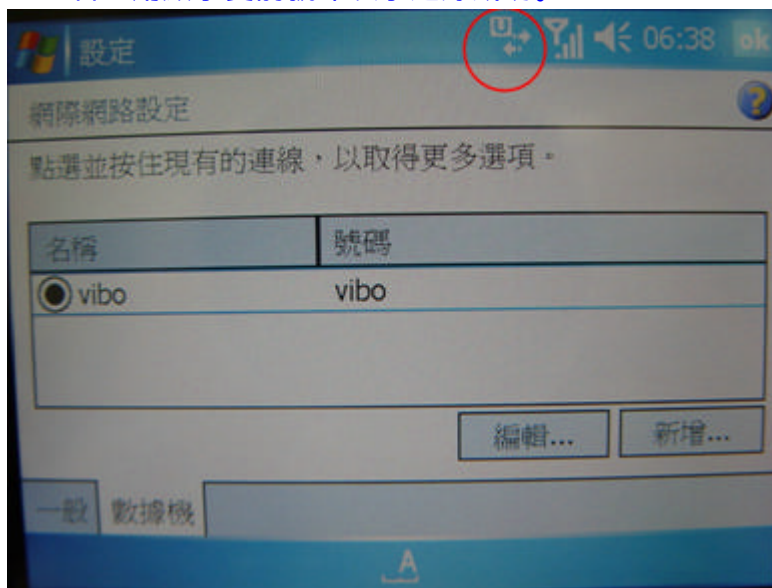 設定 U 06:38 ok
網際網路設定 ?
點選並按住現有的連線，以取得更多選項。
名稱 號碼
vibo vibo
編輯... 新增...
一般 數據機
A